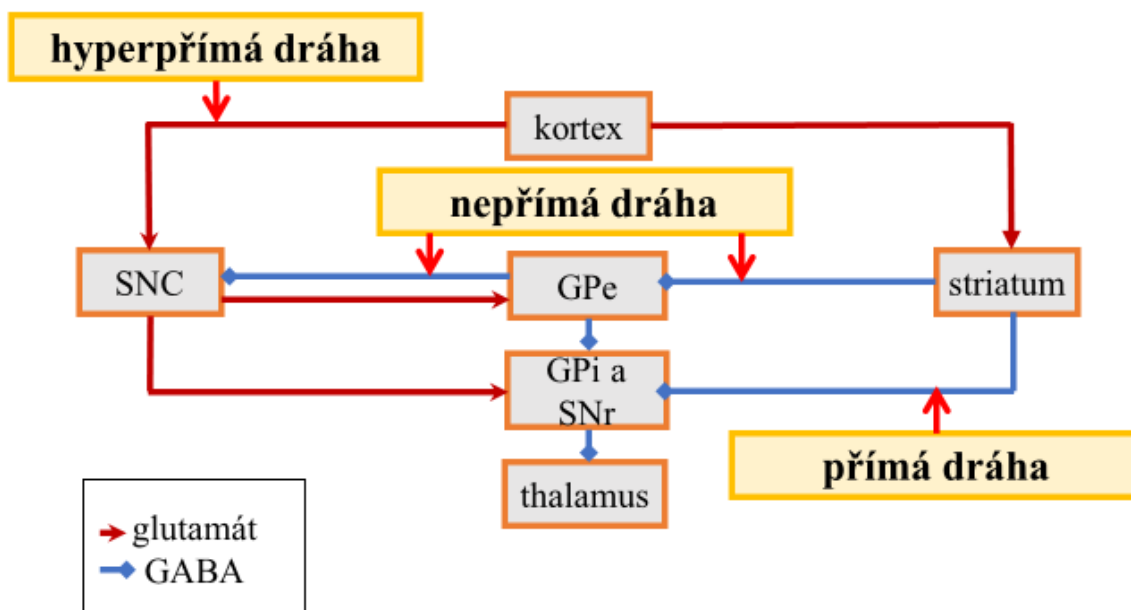 hyperpřímá dráha
kortex
nepřímá dráha
SNC
GPe
striatum
GPi a
SNr
přímá dráha
thalamus
glutamát
GABA